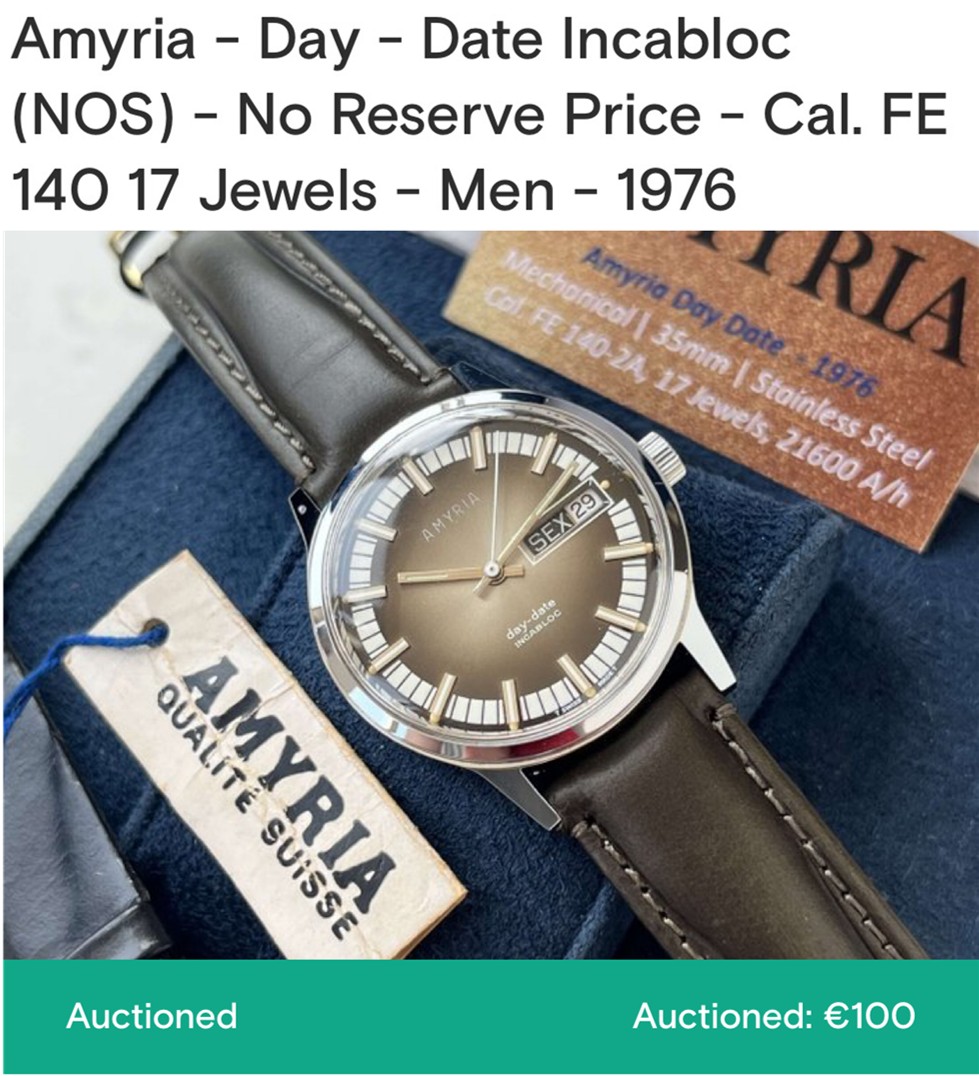 Amyria - Day - Date Incabloc
(NOS) - No Reserve Price - Cal. FE
140 17 Jewels - Men - 1976
YRIA
Amyria Day Date - 1976
Mechanical | 35mm | Stainless Steel
Cal. FE 140-2A, 17 Jewels, 21600 A/h
AMYRIA
SEX 29
day-date
INCABLOC
AMYRIA
QUALITÉ SUISSE
Auctioned
Auctioned: €100